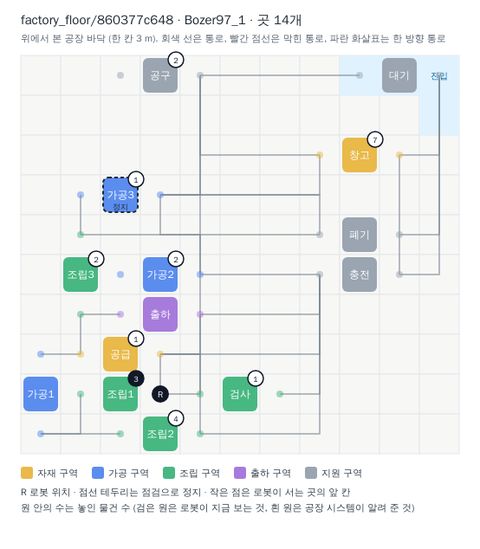 factory_floor/860377c648 · Bozer97_1 · 곳 14개
위에서 본 공장 바닥 (한 칸 3 m). 회색 선은 통로, 빨간 점선은 막힌 통로, 파란 화살표는 한 방향 통로
공구 2
대기
진입
창고 7
가공3 1
정지
폐기
조립3 2
가공2 2
충전
출하
공급 1
가공1
조립1 3
R
검사 1
조립2 4
자재 구역 가공 구역 조립 구역 출하 구역 지원 구역
R 로봇 위치 · 점선 테두리는 점검으로 정지 · 작은 점은 로봇이 서는 곳의 앞 칸
원 안의 수는 놓인 물건 수 (검은 원은 로봇이 지금 보는 것, 흰 원은 공장 시스템이 알려 준 것)